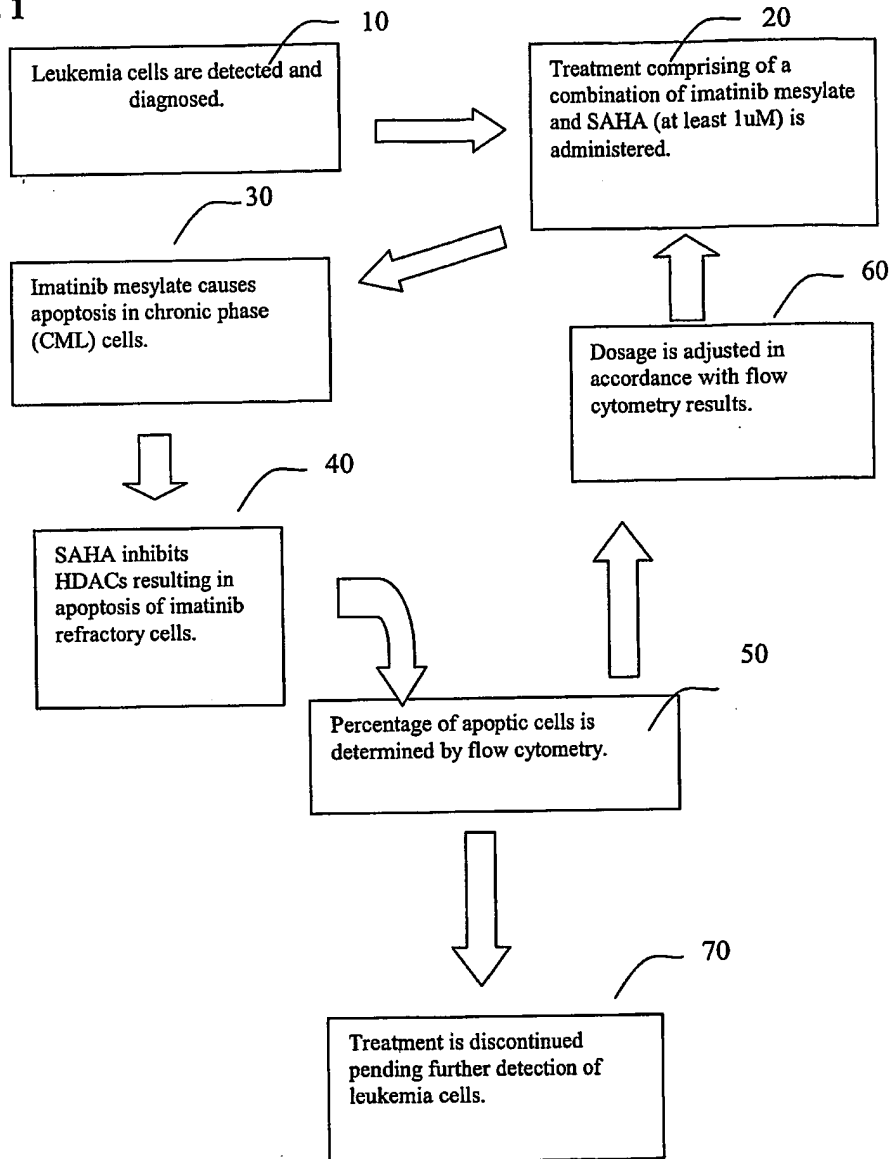 1
10
Leukemia cells are detected and
diagnosed.
20
Treatment comprising of a
combination of imatinib mesylate
and SAHA (at least 1uM) is
administered.
30
Imatinib mesylate causes
apoptosis in chronic phase
(CML) cells.
60
Dosage is adjusted in
accordance with flow
cytometry results.
40
SAHA inhibits
HDACs resulting in
apoptosis of imatinib
refractory cells.
50
Percentage of apoptic cells is
determined by flow cytometry.
70
Treatment is discontinued
pending further detection of
leukemia cells.